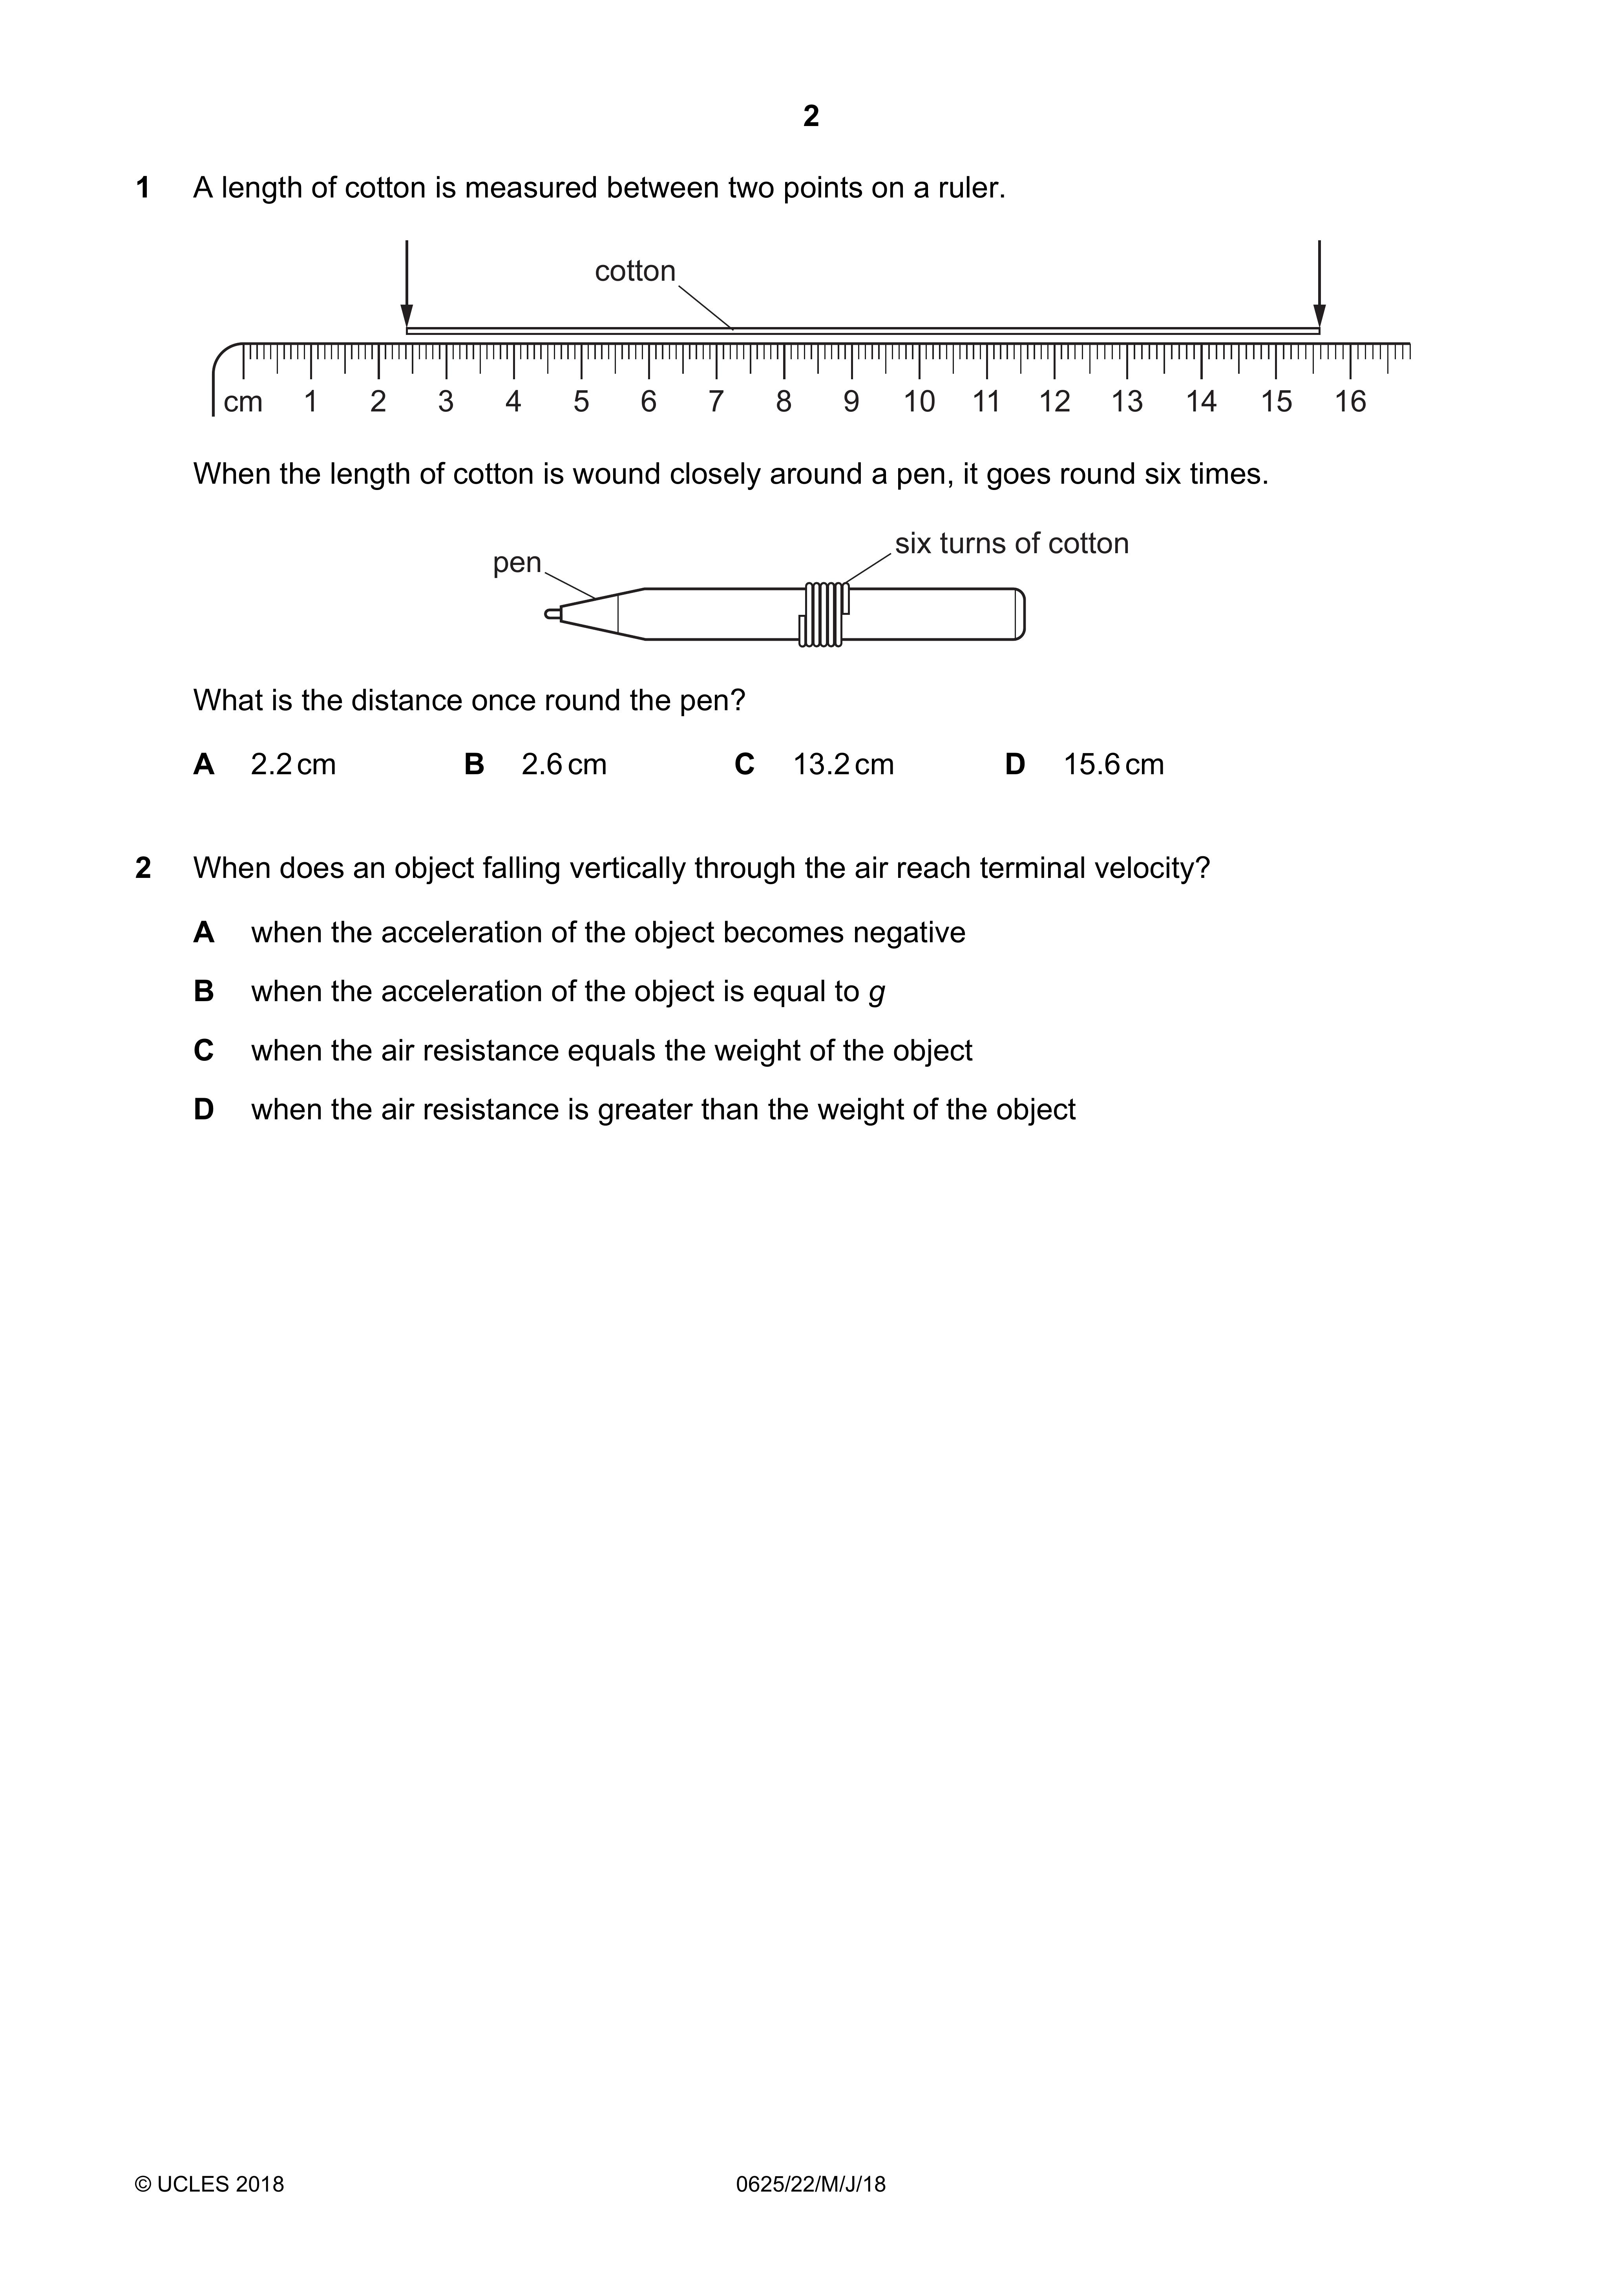 2
1 A length of cotton is measured between two points on a ruler.
cotton
cm 1 2 3 4 5 6 7 8 9 10 11 12 13 14 15 16
When the length of cotton is wound closely around a pen, it goes round six times.
six turns of cotton
pen
What is the distance once round the pen?
A 2.2 cm B 2.6 cm C 13.2 cm D 15.6 cm
2 When does an object falling vertically through the air reach terminal velocity?
A when the acceleration of the object becomes negative
B when the acceleration of the object is equal to g
C when the air resistance equals the weight of the object
D when the air resistance is greater than the weight of the object
© UCLES 2018 0625/22/M/J/18